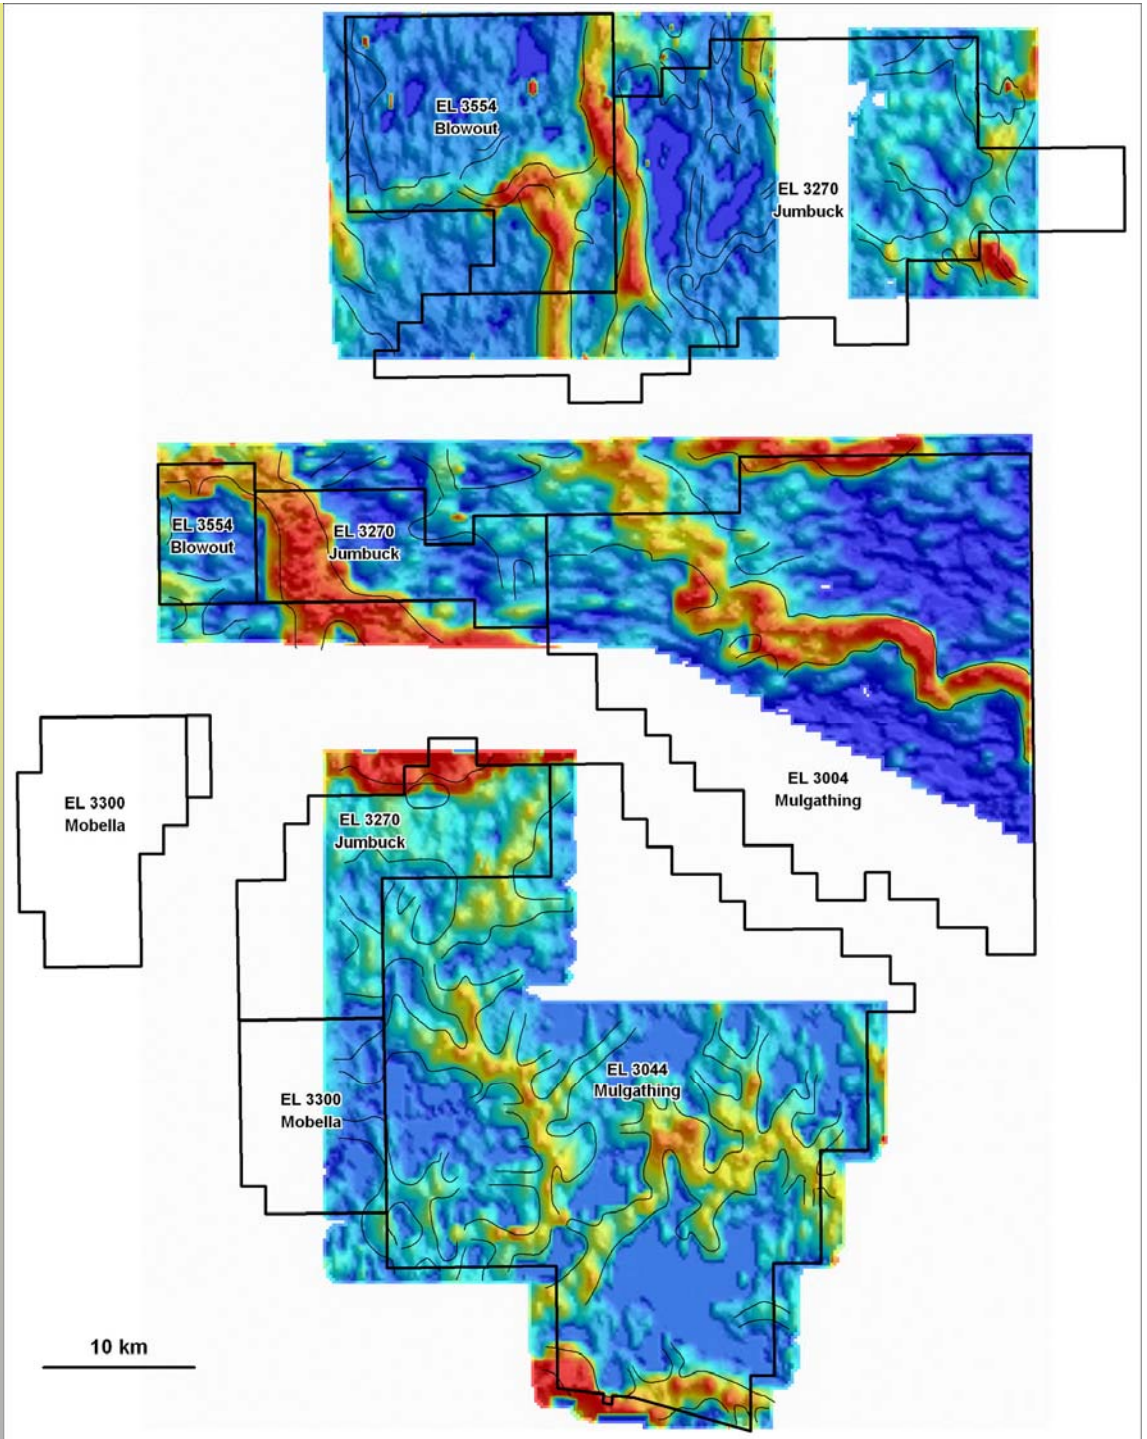 EL 3554
Blowout
EL 3270
Jumbuck
EL 3554
Blowout
EL 3270
Jumbuck
EL 3004
Mulgathing
EL 3300
Mobella
EL 3270
Jumbuck
EL 3044
Mulgathing
EL 3300
Mobella
10 km